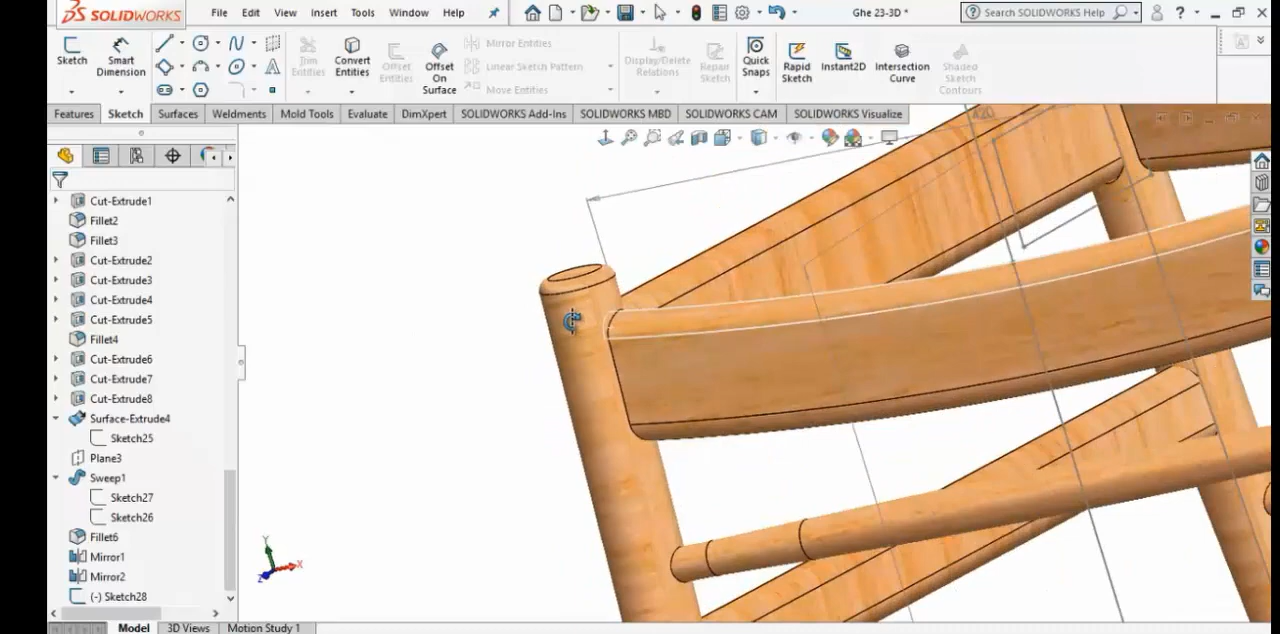 SOLIDWORKS
File Edit View Insert Tools Window Help
Ghe 23-3D *
Search SOLIDWORKS Help
?
Sketch
Smart Dimension
Trim Entities
Convert Entities
Offset Entities
Offset On Surface
Mirror Entities
Linear Sketch Pattern
Move Entities
Display/Delete Relations
Repair Sketch
Quick Snaps
Rapid Sketch
Instant2D
Intersection Curve
Shaded Sketch Contours
Features Sketch Surfaces Weldments Mold Tools Evaluate DimXpert SOLIDWORKS Add-Ins SOLIDWORKS MBD SOLIDWORKS CAM SOLIDWORKS Visualize
Cut-Extrude1
Fillet2
Fillet3
Cut-Extrude2
Cut-Extrude3
Cut-Extrude4
Cut-Extrude5
Fillet4
Cut-Extrude6
Cut-Extrude7
Cut-Extrude8
Surface-Extrude4
Sketch25
Plane3
Sweep1
Sketch27
Sketch26
Fillet6
Mirror1
Mirror2
(-) Sketch28
Y
X
Z
Model 3D Views Motion Study 1